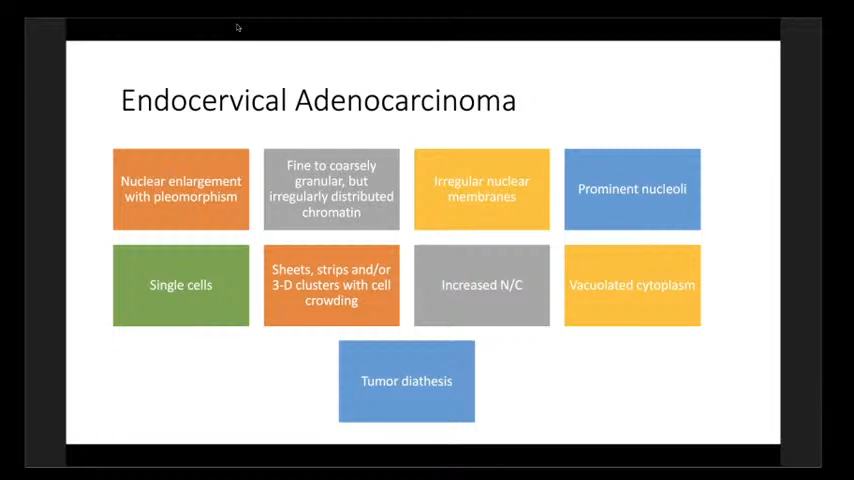 Endocervical Adenocarcinoma
Nuclear enlargement
with pleomorphism
Fine to coarsely
granular, but
irregularly distributed
chromatin
Irregular nuclear
membranes
Prominent nucleoli
Single cells
Sheets, strips and/or
3-D clusters with cell
crowding
Increased N/C
Vacuolated cytoplasm
Tumor diathesis